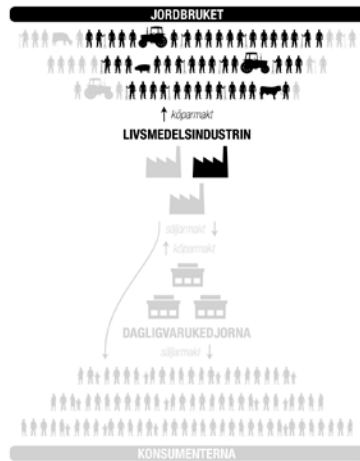 JORDBRUKET
köparmakt
LIVSMEDELSINDUSTRIN
säljarmakt
köparmakt
DAGLIGVARUKEDJORNA
säljarmakt
KONSUMENTERNA